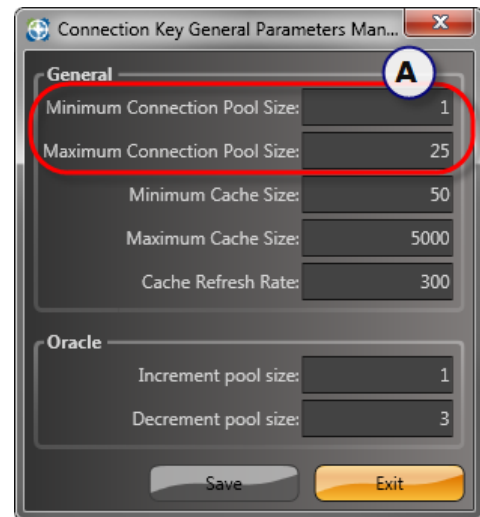 Connection Key General Parameters Man...
X
A
General
Minimum Connection Pool Size: 1
Maximum Connection Pool Size: 25
Minimum Cache Size: 50
Maximum Cache Size: 5000
Cache Refresh Rate: 300
Oracle
Increment pool size: 1
Decrement pool size: 3
Save Exit